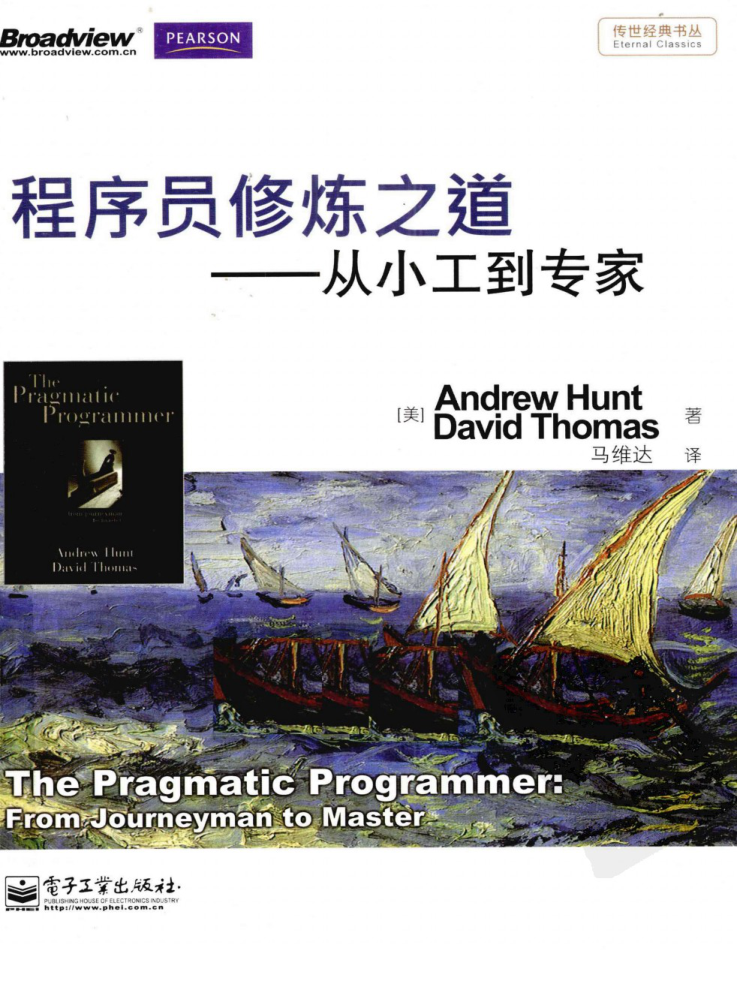 Broadview®
www.broadview.com.cn
PEARSON
传世经典书丛
Eternal Classics
程序员修炼之道
——从小工到专家
The
Pragmatic
Programmer
Andrew Hunt
David Thomas
[美] Andrew Hunt
David Thomas 著
马维达 译
The Pragmatic Programmer:
From Journeyman to Master
電子工業出版社.
PUBLISHING HOUSE OF ELECTRONICS INDUSTRY
http://www.phei.com.cn